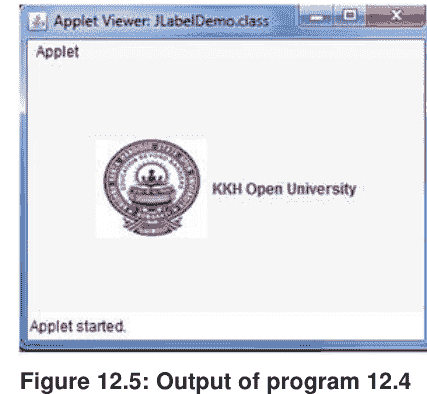 Applet Viewer: JLabelDemo.class
Applet
KKH Open University
Applet started.
Figure 12.5: Output of program 12.4